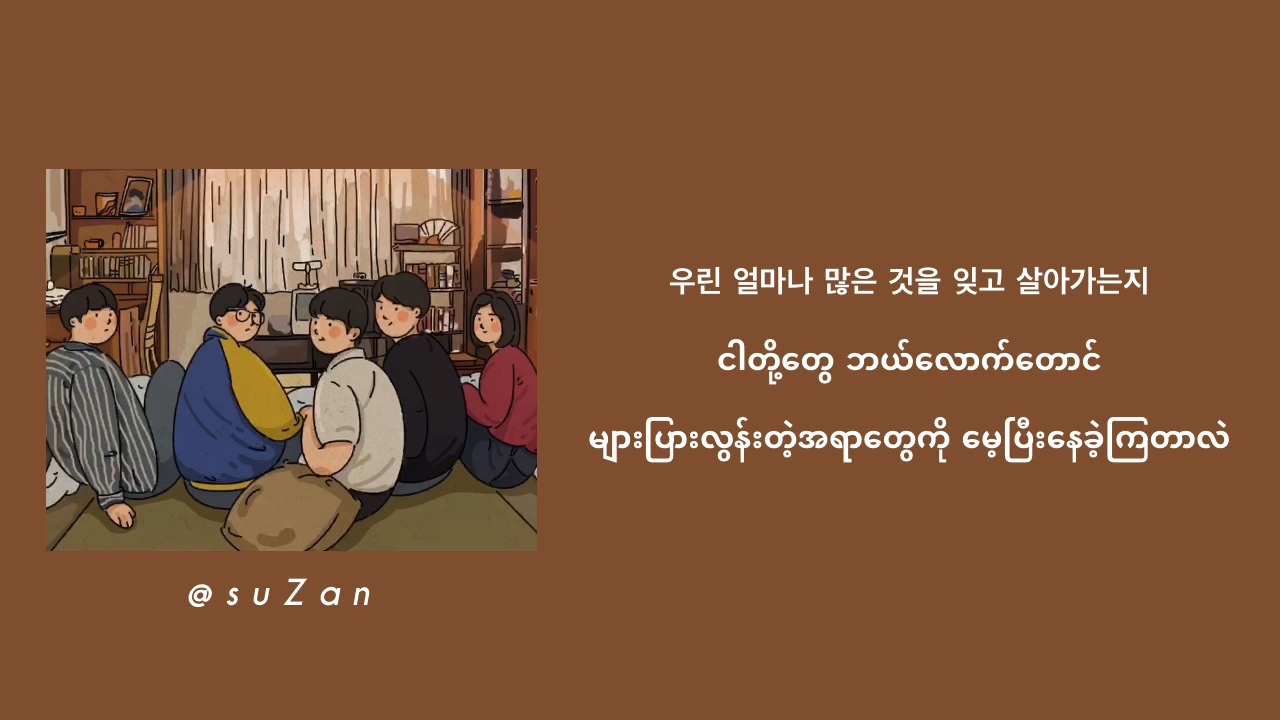 우린 얼마나 많은 것을 잊고 살아가는지
ငါတို့တွေ ဘယ်လောက်တောင်
များပြားလွန်းတဲ့အရာတွေကို မေ့ပြီးနေခဲ့ကြတာလဲ
@suZan